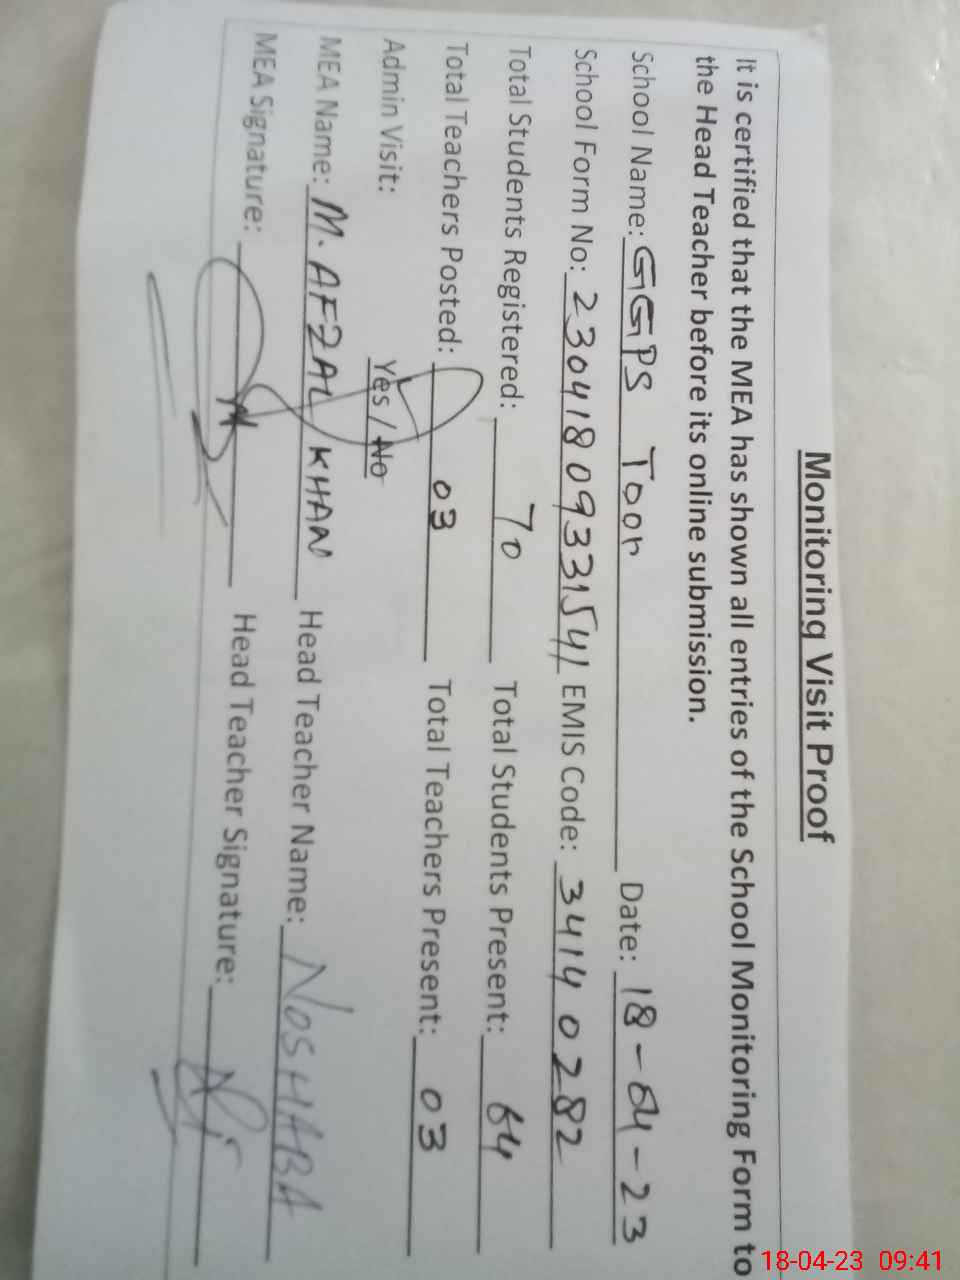 Monitoring Visit Proof
It is certified that the MEA has shown all entries of the School Monitoring Form to
the Head Teacher before its online submission.
School Name: GGPS Toor Date: 18-04-23
School Form No: 23041809331541 EMIS Code: 34140282
Total Students Registered: 70 Total Students Present: 64
Total Teachers Posted: 03 Total Teachers Present: 03
Admin Visit: Yes / No
MEA Name: M. AFZAL KHAN Head Teacher Name: NOSHABA
MEA Signature: Head Teacher Signature:
18-04-23 09:41